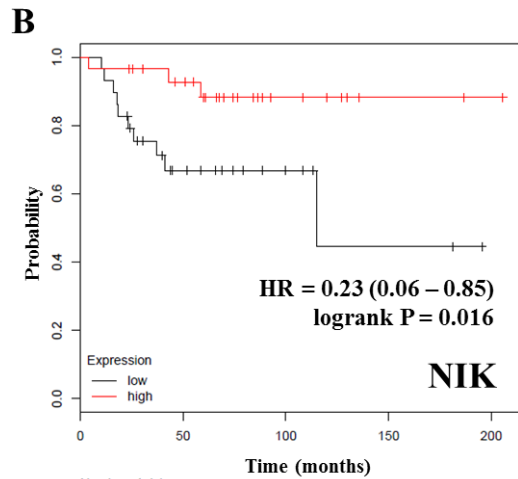 B
Probability
1.0
0.8
0.6
0.4
0.2
0.0
HR = 0.23 (0.06 – 0.85)
logrank P = 0.016
Expression
low
high
NIK
0
50
100
150
200
Time (months)